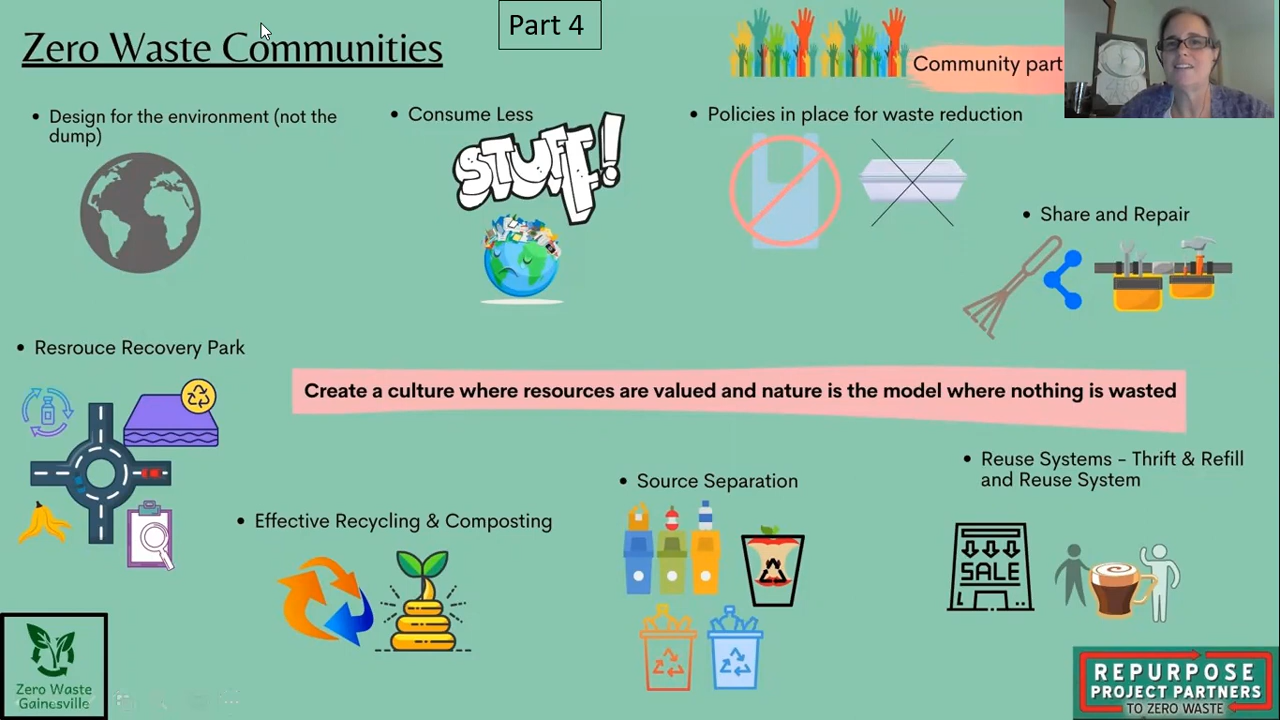 Part 4
Zero Waste Communities
Community part
Design for the environment (not the
dump)
Consume Less
STUFF!
Policies in place for waste reduction
Share and Repair
Resrouce Recovery Park
Create a culture where resources are valued and nature is the model where nothing is wasted
Reuse Systems - Thrift & Refill
and Reuse System
Source Separation
Effective Recycling & Composting
SALE
Zero Waste
Gainesville
REPURPOSE
PROJECT PARTNERS
TO ZERO WASTE